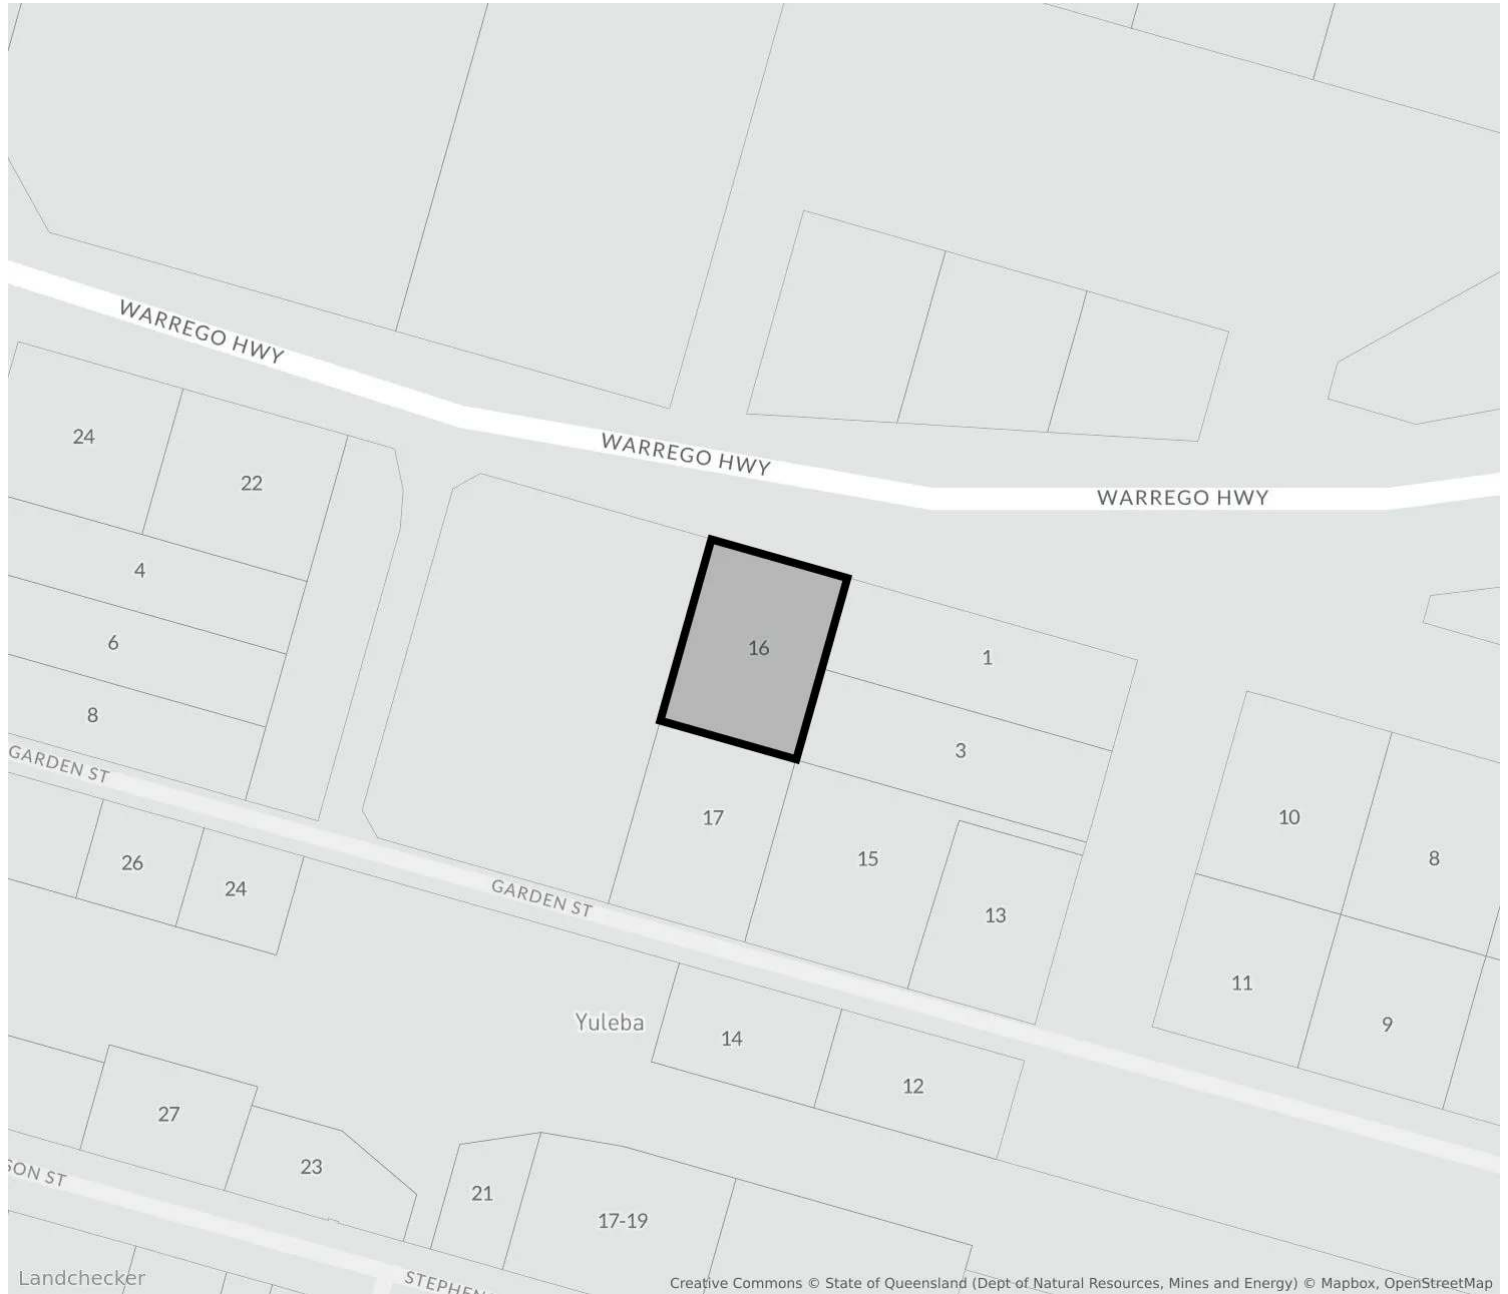 WARREGO HWY
WARREGO HWY
WARREGO HWY
24
22
4
6
8
16
1
3
GARDEN ST
26
24
17
15
13
10
8
11
9
GARDEN ST
Yuleba
14
12
27
23
21
17-19
SON ST
STEPHEN
Landchecker
Creative Commons © State of Queensland (Dept of Natural Resources, Mines and Energy) © Mapbox, OpenStreetMap